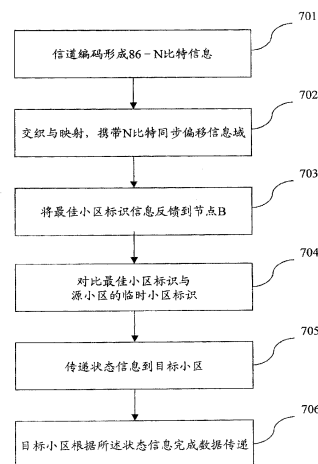 701
信道编码形成86-N比特信息
702
交织与映射，携带N比特同步偏移信息域
703
将最佳小区标识信息反馈到节点B
704
对比最佳小区标识与
源小区的临时小区标识
705
传递状态信息到目标小区
706
目标小区根据所述状态信息完成数据传递